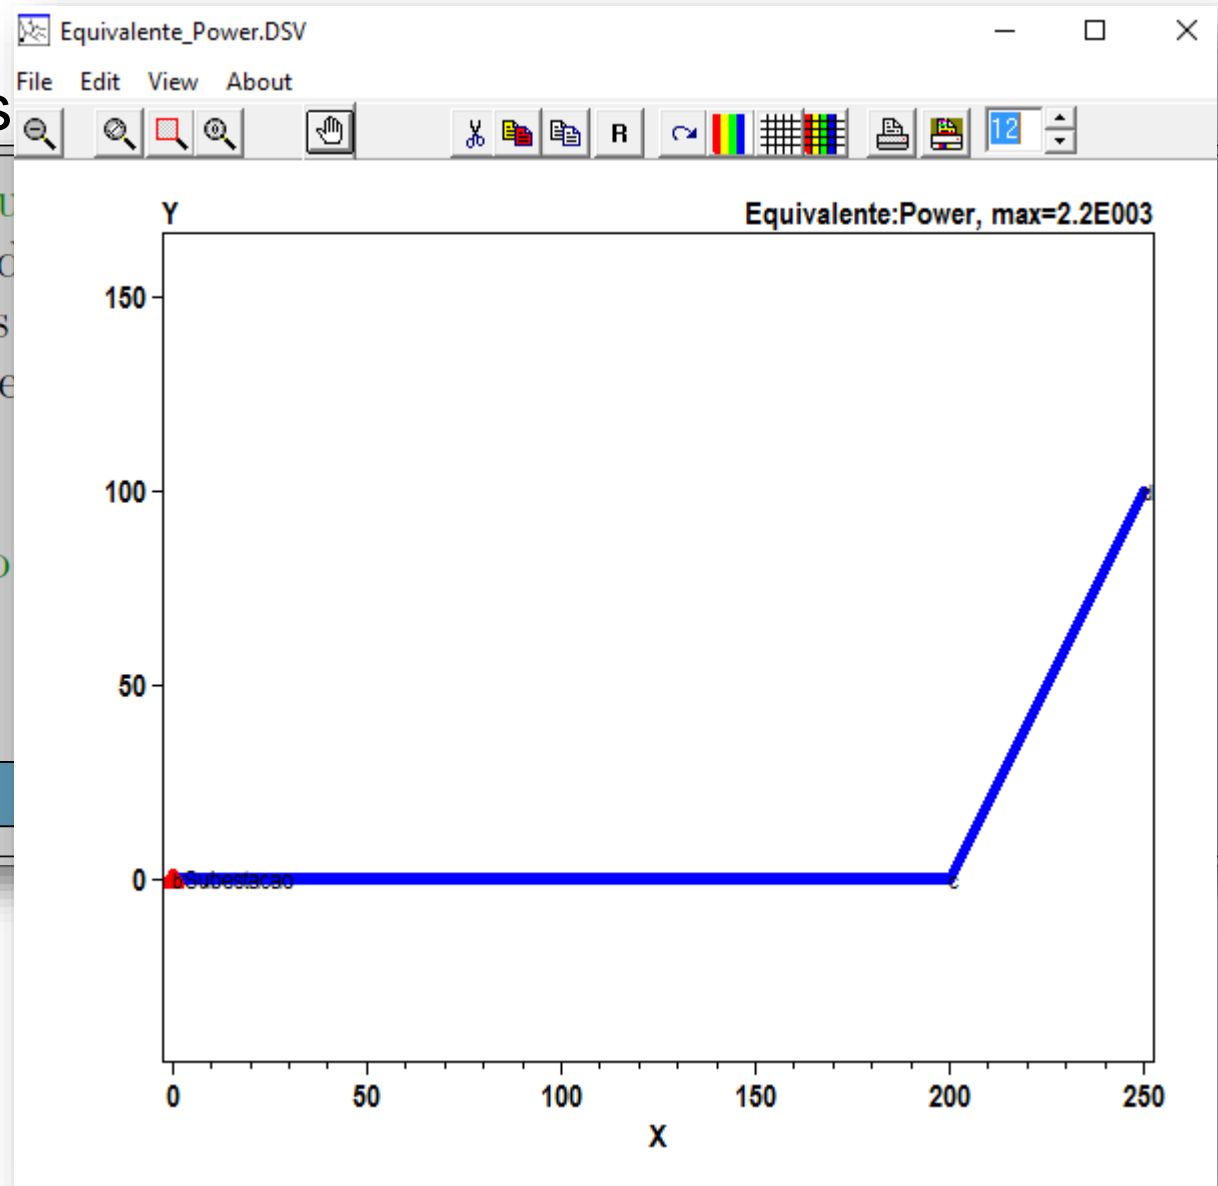 Equivalente_Power.DSV
File Edit View About
s
R
12
Y
Equivalente:Power, max=2.2E003
150
100
d
50
0
b Subestacao
c
0 50 100 150 200 250
X